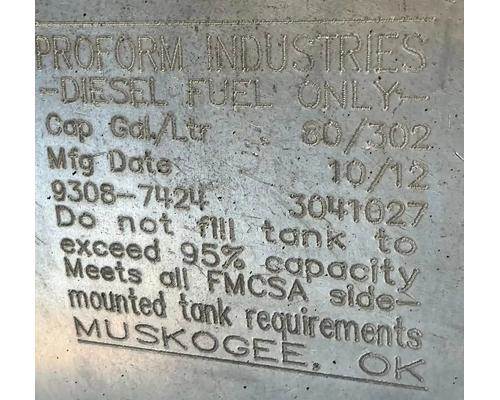 PROFORM INDUSTRIES
-DIESEL FUEL ONLY-
Cap Gal/Ltr 80/302
Mfg Date 10/12
9308-7424 3041027
Do not fill tank to
exceed 95% capacity
Meets all FMCSA side-
mounted tank requirements
MUSKOGEE, OK